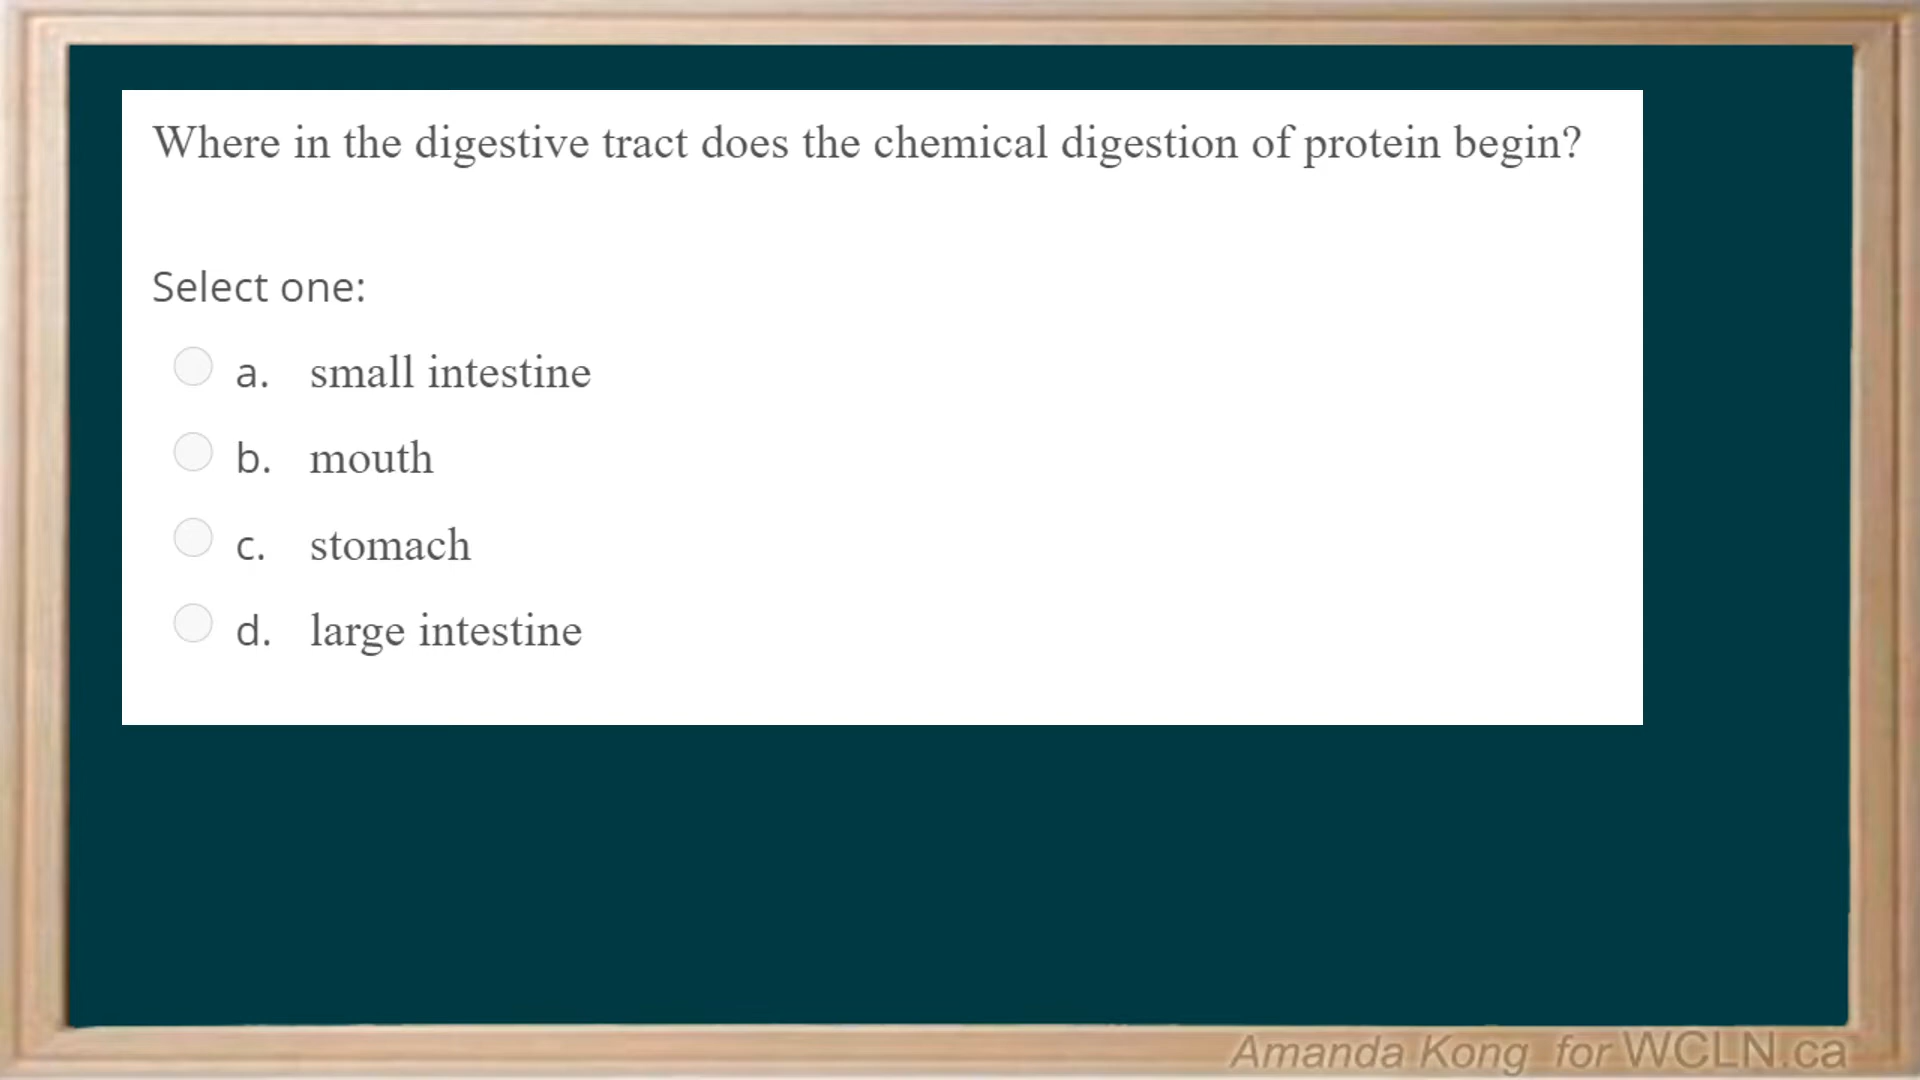 Where in the digestive tract does the chemical digestion of protein begin?
Select one:
a. small intestine
b. mouth
c. stomach
d. large intestine
Amanda Kong for WCLN.ca